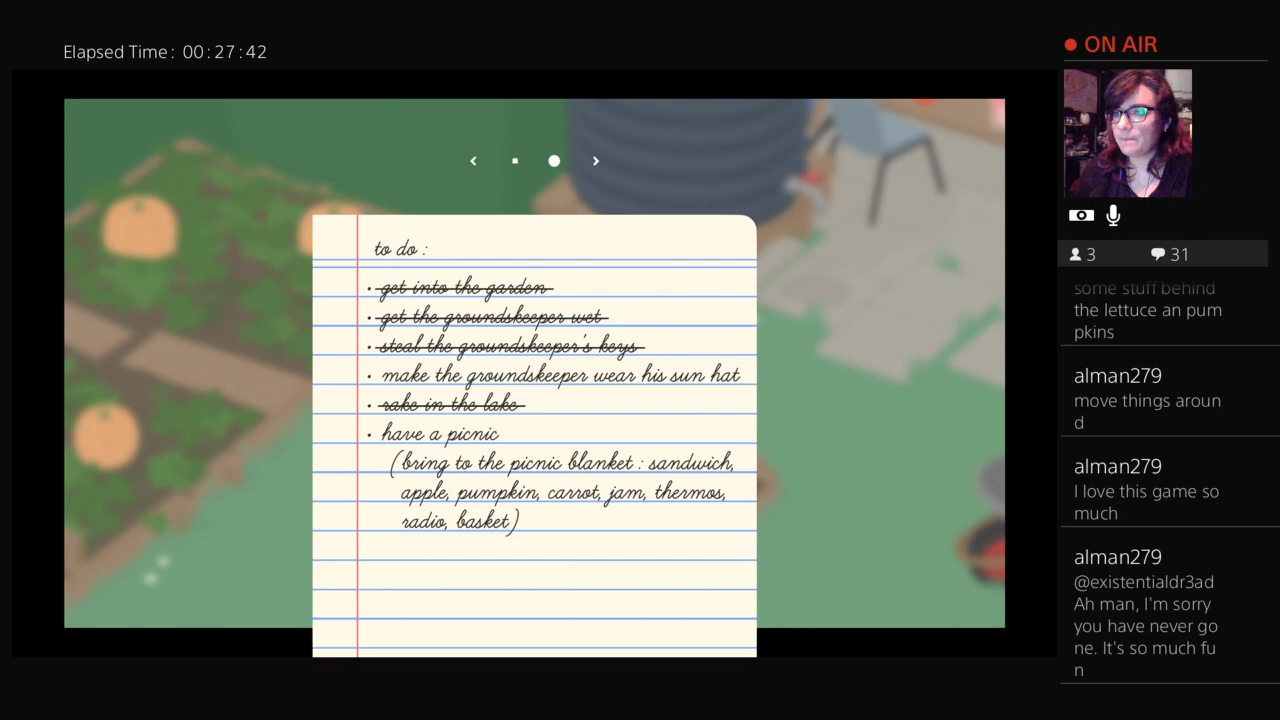 Elapsed Time: 00:27:42
ON AIR
3 31
to do :
• get into the garden
• get the groundskeeper wet
• steal the groundskeeper's keys
• make the groundskeeper wear his sun hat
• rake in the lake
• have a picnic
(bring to the picnic blanket : sandwich,
apple, pumpkin, carrot, jam, thermos,
radio, basket)
some stuff behind
the lettuce an pum
pkins
alman279
move things aroun
d
alman279
I love this game so
much
alman279
@existentialdr3ad
Ah man, I'm sorry
you have never go
ne. It's so much fu
n